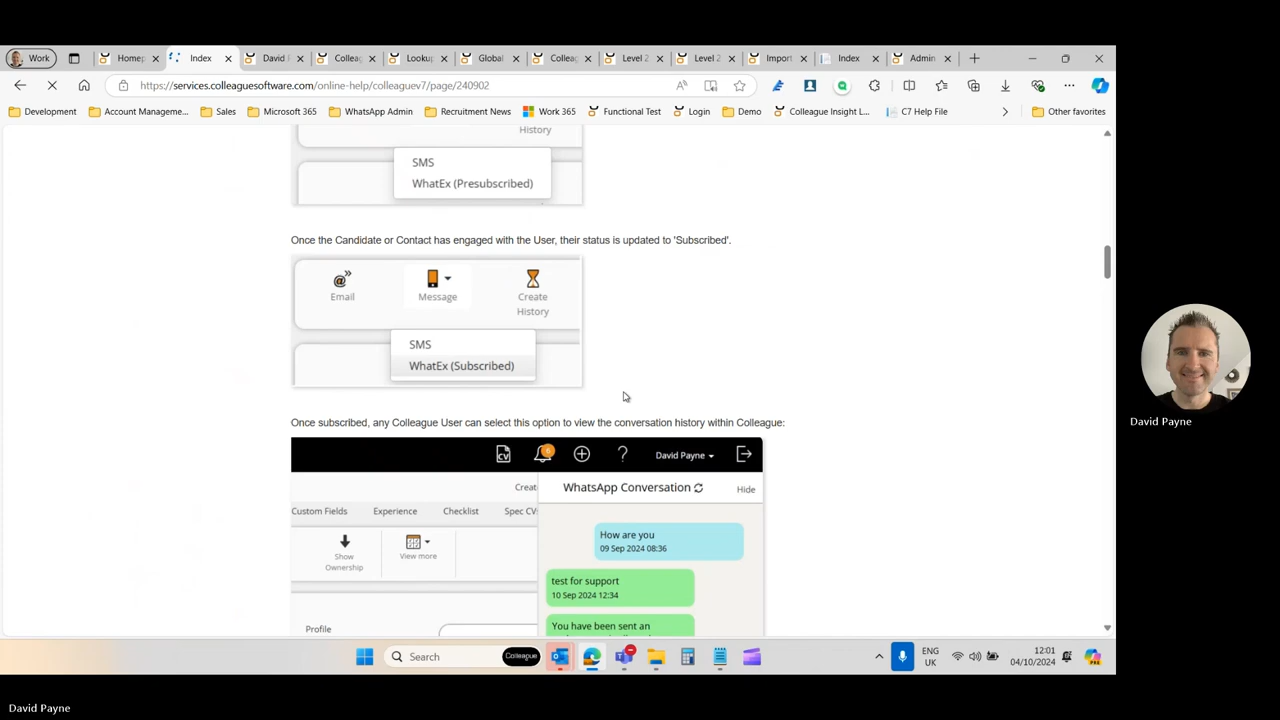 Work
Homep
Index
David F
Colleag
Lookup
Global
Colleag
Level 2
Level 2
Import
Index
Admin
https://services.colleaguesoftware.com/online-help/colleaguev7/page/240902
Development
Account Management...
Sales
Microsoft 365
WhatsApp Admin
Recruitment News
Work 365
Functional Test
Login
Demo
Colleague Insight L...
C7 Help File
Other favorites
History
SMS
WhatEx (Presubscribed)
Once the Candidate or Contact has engaged with the User, their status is updated to 'Subscribed'.
Email
Message
Create
History
SMS
WhatEx (Subscribed)
Once subscribed, any Colleague User can select this option to view the conversation history within Colleague:
CV
David Payne
Create
WhatsApp Conversation
Hide
Custom Fields
Experience
Checklist
Spec CVs
How are you
09 Sep 2024 08:36
Show
Ownership
View more
test for support
10 Sep 2024 12:34
You have been sent an
Profile
Search
Colleague
ENG
UK
12:01
04/10/2024
David Payne
David Payne